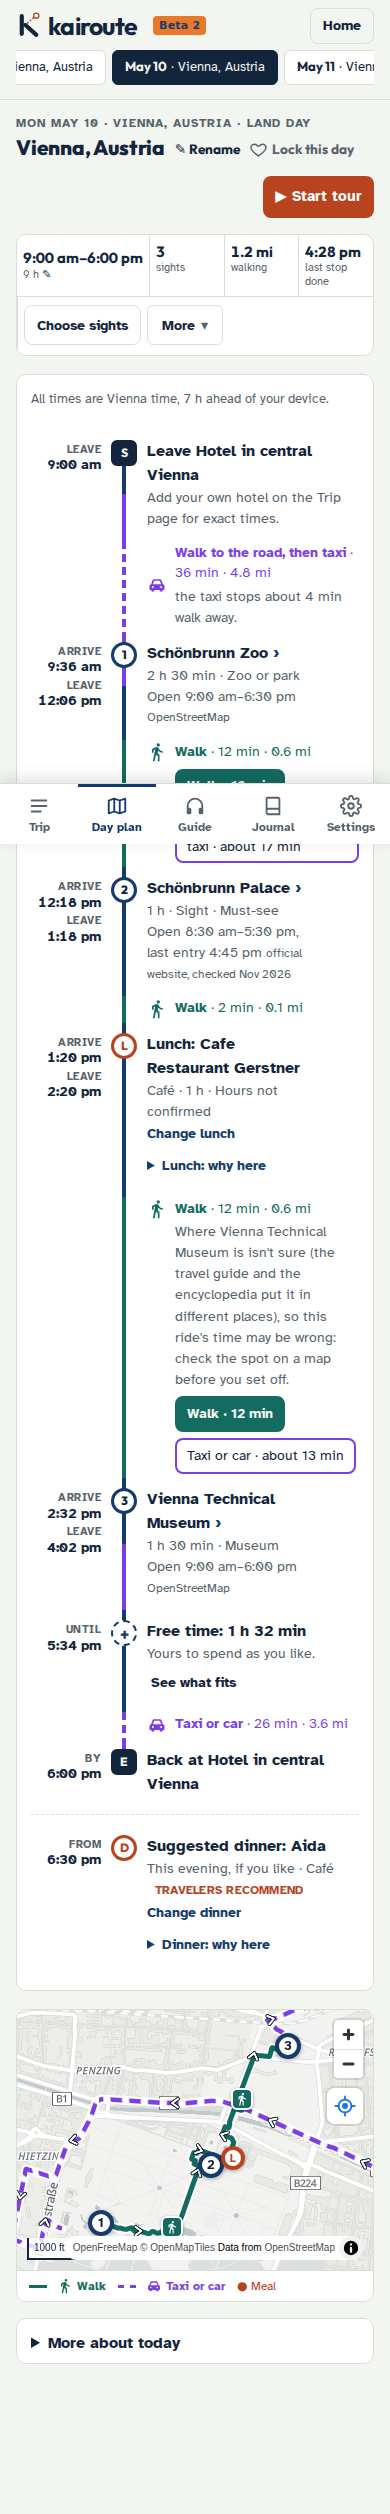 kairoute Beta 2 Home
ienna, Austria May 10 · Vienna, Austria May 11 · Vien
MON MAY 10 · VIENNA, AUSTRIA · LAND DAY
Vienna, Austria ✎ Rename Lock this day
▶ Start tour
9:00 am–6:00 pm
9 h ✎
3
sights
1.2 mi
walking
4:28 pm
last stop
done
Choose sights More ▼
All times are Vienna time, 7 h ahead of your device.
LEAVE
9:00 am
S
Leave Hotel in central
Vienna
Add your own hotel on the Trip
page for exact times.
Walk to the road, then taxi ·
36 min · 4.8 mi
the taxi stops about 4 min
walk away.
ARRIVE
9:36 am
LEAVE
12:06 pm
1
Schönbrunn Zoo ›
2 h 30 min · Zoo or park
Open 9:00 am–6:30 pm
OpenStreetMap
Walk · 12 min · 0.6 mi
Trip Day plan Guide Journal Settings
taxi · about 17 min
ARRIVE
12:18 pm
LEAVE
1:18 pm
2
Schönbrunn Palace ›
1 h · Sight · Must-see
Open 8:30 am–5:30 pm,
last entry 4:45 pm official
website, checked Nov 2026
Walk · 2 min · 0.1 mi
ARRIVE
1:20 pm
LEAVE
2:20 pm
L
Lunch: Cafe
Restaurant Gerstner
Café · 1 h · Hours not
confirmed
Change lunch
▶ Lunch: why here
Walk · 12 min · 0.6 mi
Where Vienna Technical
Museum is isn't sure (the
travel guide and the
encyclopedia put it in
different places), so this
ride's time may be wrong:
check the spot on a map
before you set off.
Walk · 12 min
Taxi or car · about 13 min
ARRIVE
2:32 pm
LEAVE
4:02 pm
3
Vienna Technical
Museum ›
1 h 30 min · Museum
Open 9:00 am–6:00 pm
OpenStreetMap
UNTIL
5:34 pm
+
Free time: 1 h 32 min
Yours to spend as you like.
See what fits
Taxi or car · 26 min · 3.6 mi
BY
6:00 pm
E
Back at Hotel in central
Vienna
FROM
6:30 pm
D
Suggested dinner: Aida
This evening, if you like · Café
TRAVELERS RECOMMEND
Change dinner
▶ Dinner: why here
PENZING
B1
HIETZIN
straße
B224
3
L
2
1
+
−
1000 ft OpenFreeMap © OpenMapTiles Data from OpenStreetMap
Walk Taxi or car Meal
▶ More about today